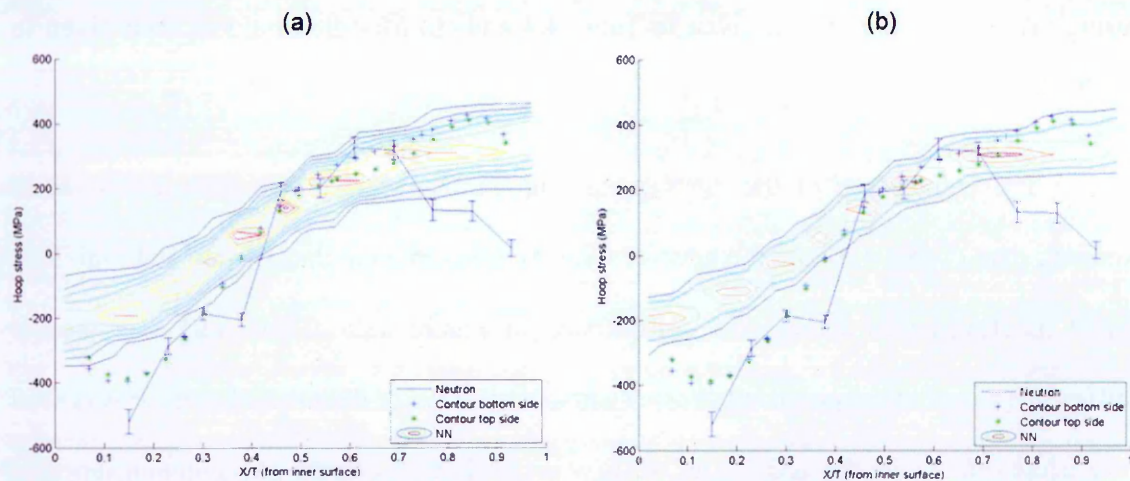 (a)
(b)
600
400
200
0
-200
-400
-600
Hoop stress (MPa)
0 0.1 0.2 0.3 0.4 0.5 0.6 0.7 0.8 0.9 1
X/T (from inner surface)
Neutron
Contour bottom side
Contour top side
NN
600
400
200
0
-200
-400
-600
Hoop stress (MPa)
0 0.1 0.2 0.3 0.4 0.5 0.6 0.7 0.8 0.9 1
X/T (from inner surface)
Neutron
Contour bottom side
Contour top side
NN